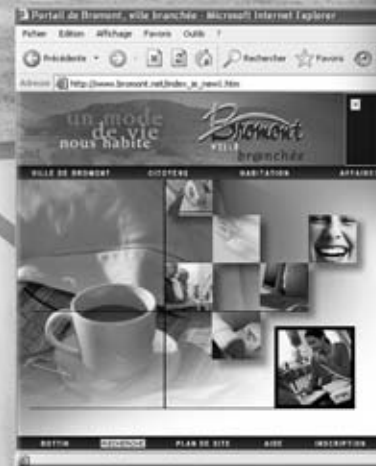 Portail de Bromont, ville branchée - Microsoft Internet Explorer
Fichier Edition Affichage Favoris Outils ?
Précédente Rechercher Favoris
Adresse http://www.bromont.net/index_ie_new1.htm
un mode
de vie
nous habite
Bromont
VILLE
branchée
VILLE DE BROMONT CITOYENS HABITATION AFFAIRES
BOTTIN RECHERCHE PLAN DE SITE AIDE INSCRIPTION